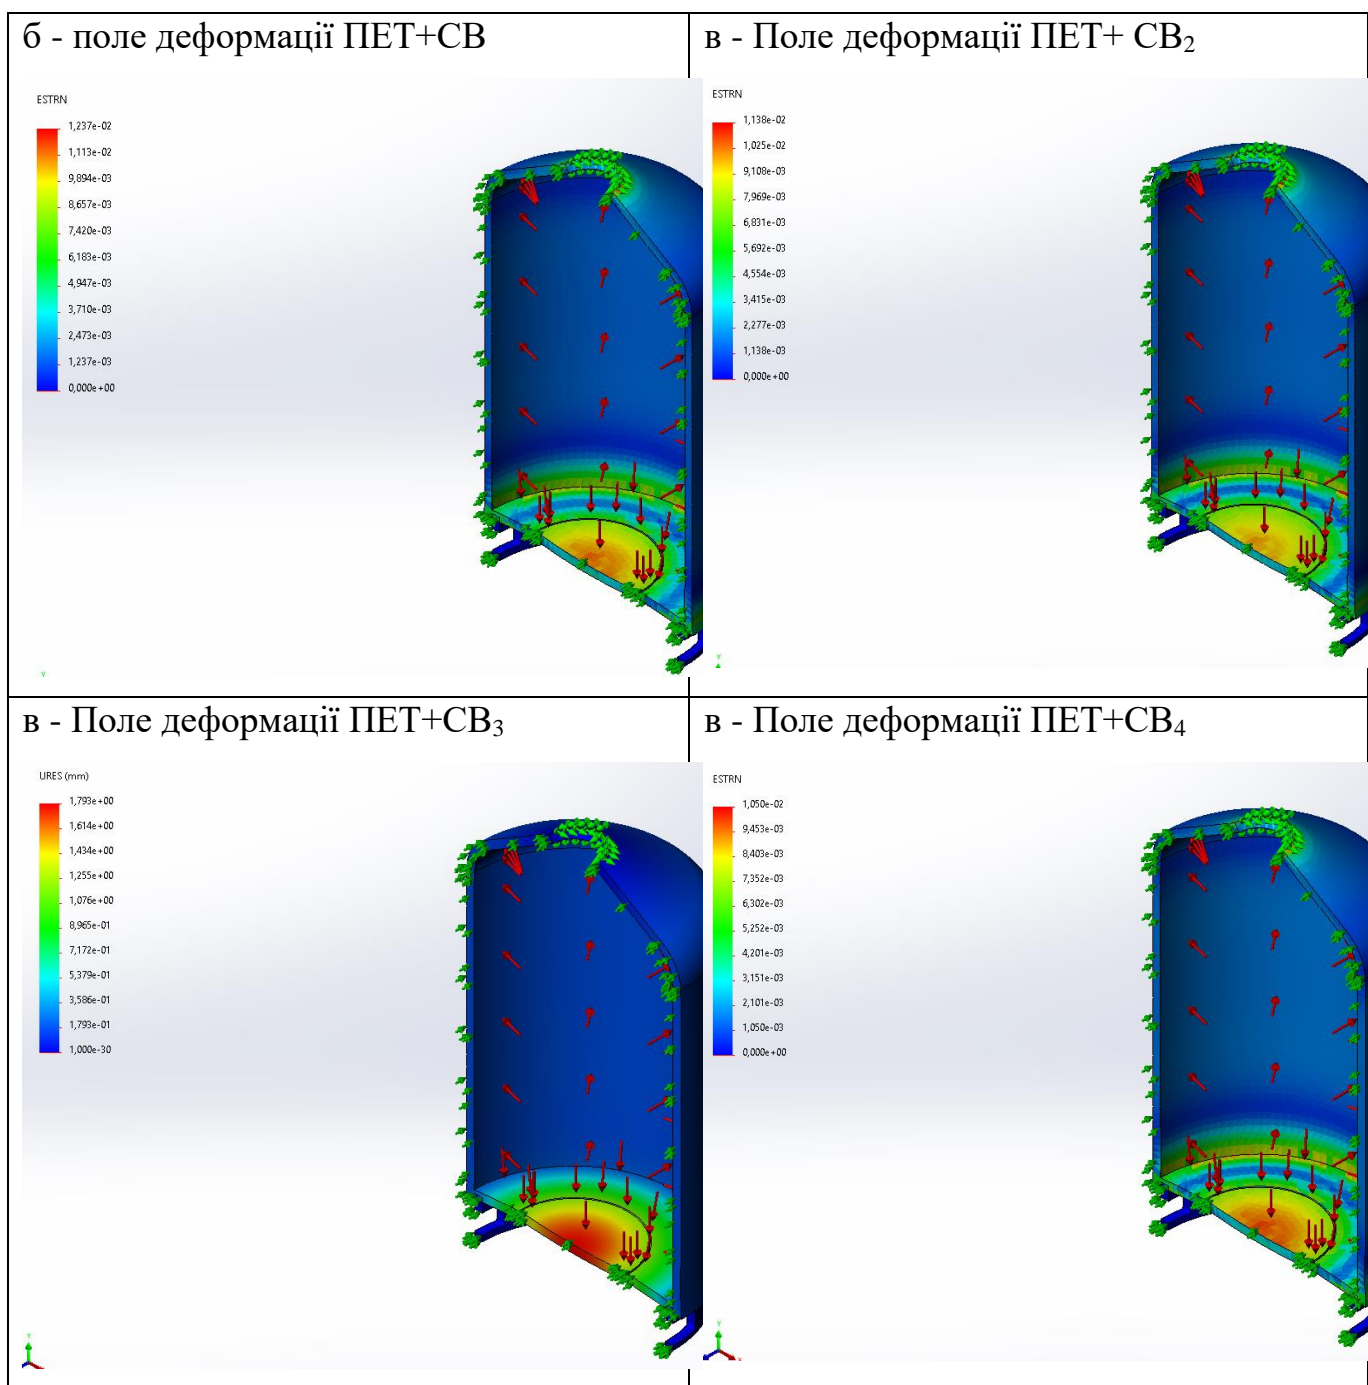 б - поле деформації ПЕТ+СВ
ESTRN
1,237e-02
1,113e-02
9,894e-03
8,657e-03
7,420e-03
6,183e-03
4,947e-03
3,710e-03
2,473e-03
1,237e-03
0,000e+00
в - Поле деформації ПЕТ+ СВ₂
ESTRN
1,138e-02
1,025e-02
9,108e-03
7,969e-03
6,831e-03
5,692e-03
4,554e-03
3,415e-03
2,277e-03
1,138e-03
0,000e+00
в - Поле деформації ПЕТ+СВ₃
URES (mm)
1,793e+00
1,614e+00
1,434e+00
1,255e+00
1,076e+00
8,965e-01
7,172e-01
5,379e-01
3,586e-01
1,793e-01
1,000e-30
в - Поле деформації ПЕТ+СВ₄
ESTRN
1,050e-02
9,453e-03
8,403e-03
7,352e-03
6,302e-03
5,252e-03
4,201e-03
3,151e-03
2,101e-03
1,050e-03
0,000e+00